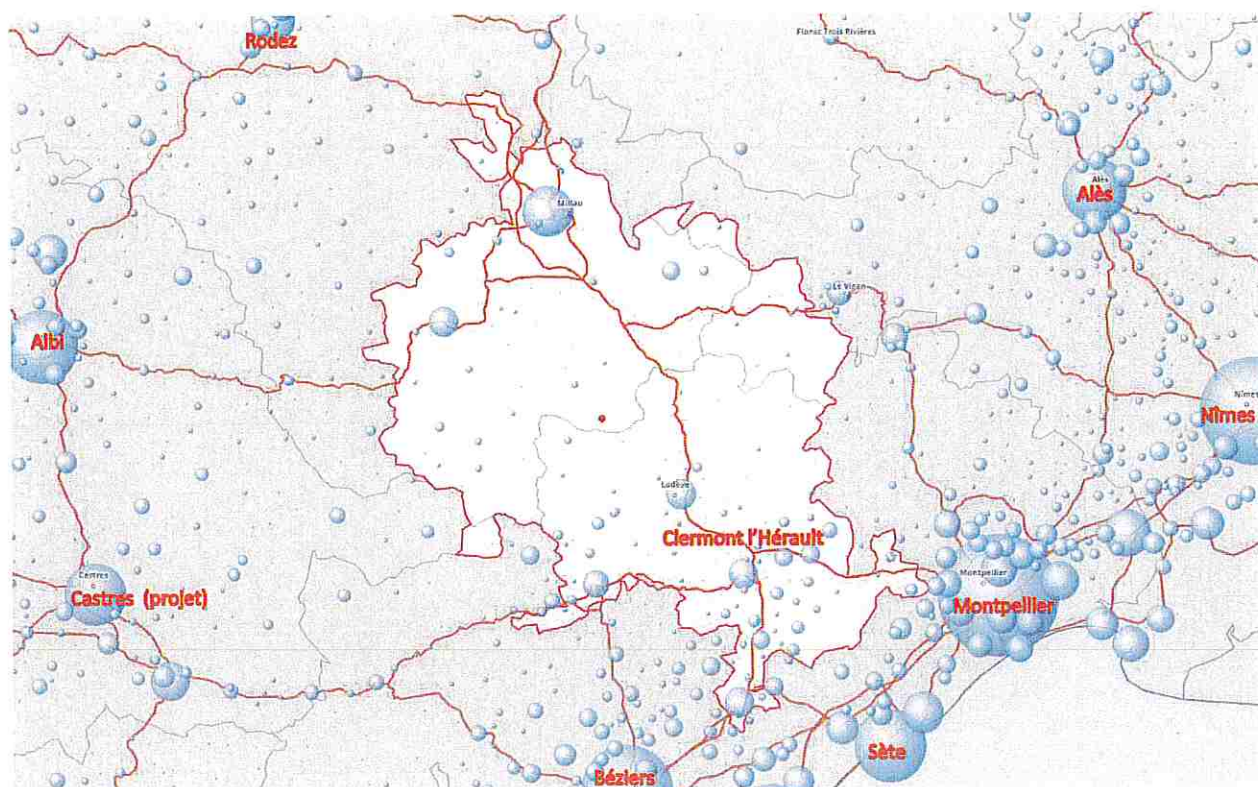 Rodez
Florac Trois Rivières
Alès
Alès
Millau
Le Vigan
Albi
Nîmes
Nîmes
Lodève
Clermont l'Hérault
Castres
Castres (projet)
Montpellier
Montpellier
Sète
Béziers